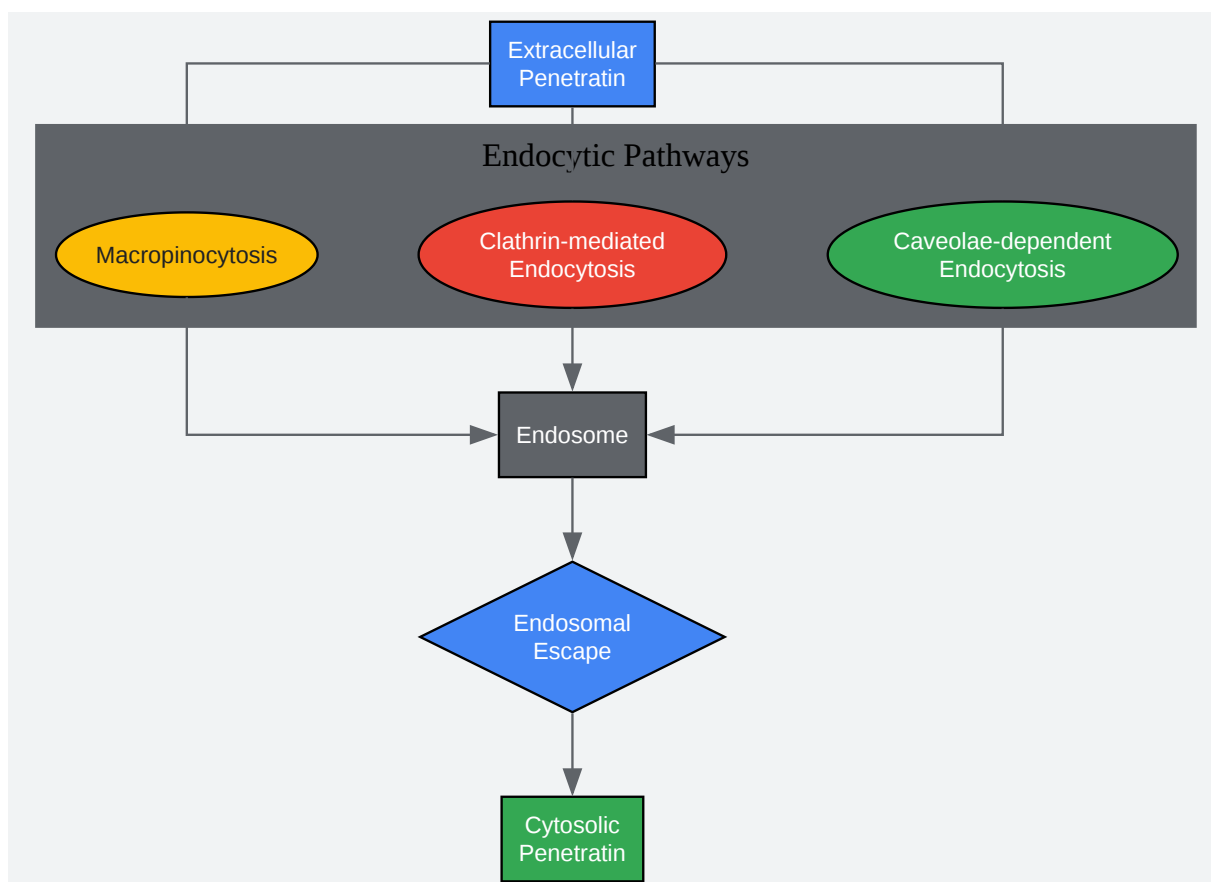 Extracellular
Penetratin
Endocytic Pathways
Macropinocytosis
Clathrin-mediated
Endocytosis
Caveolae-dependent
Endocytosis
Endosome
Endosomal
Escape
Cytosolic
Penetratin